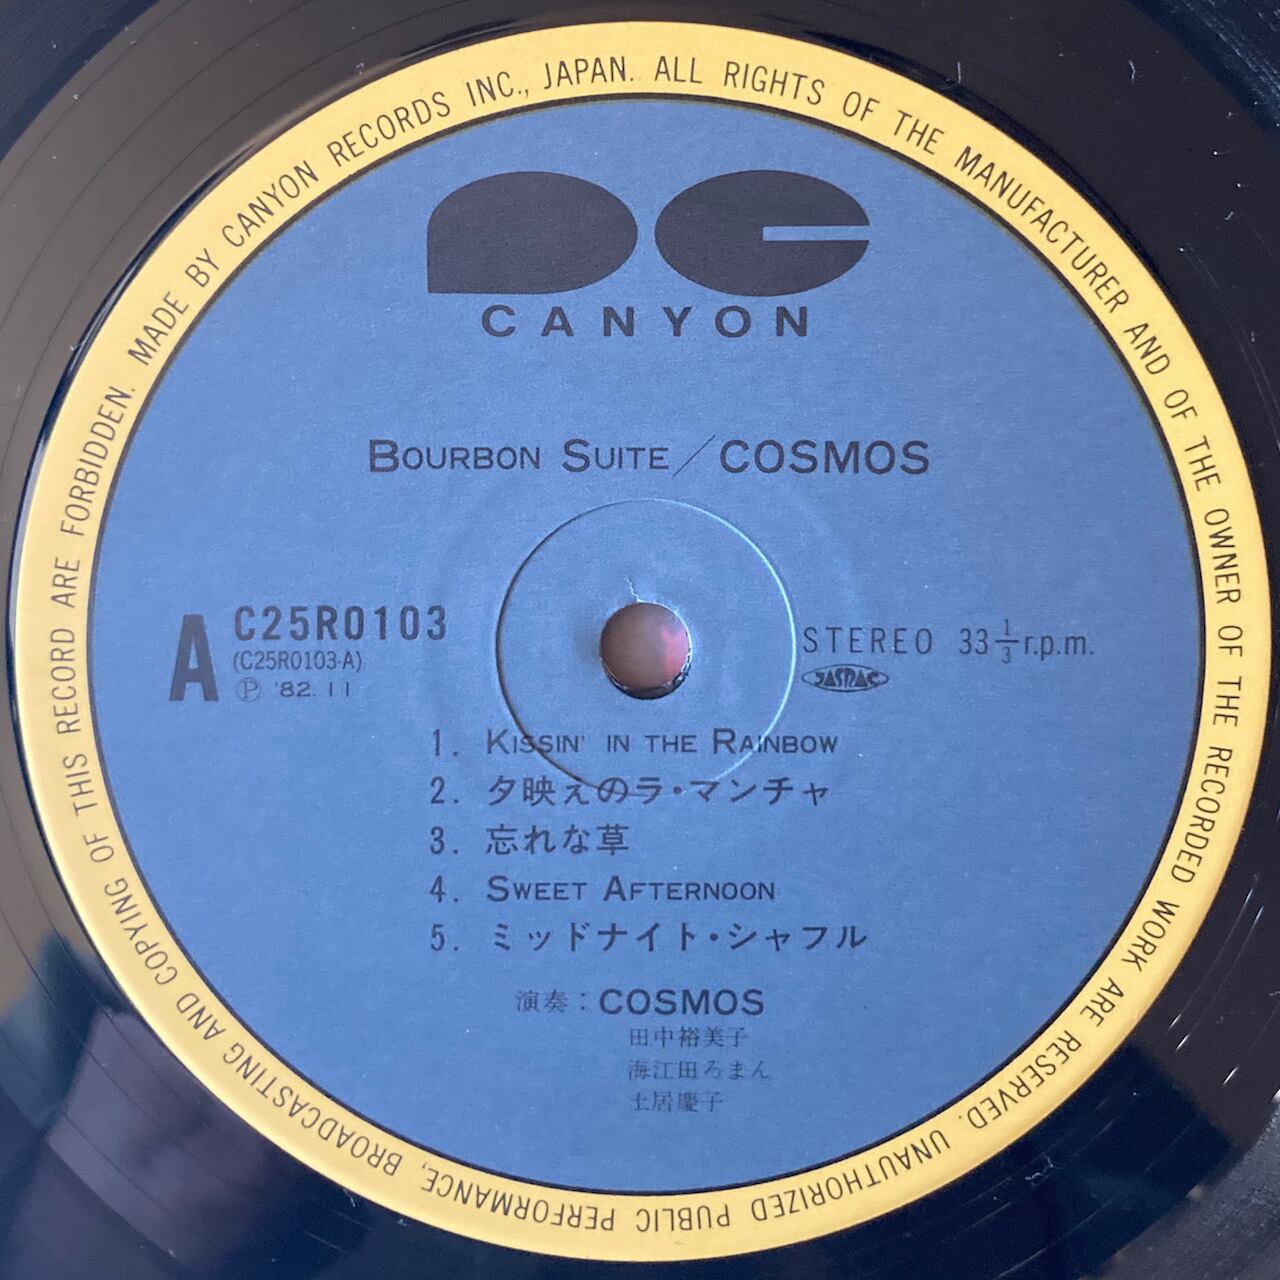 MADE BY CANYON RECORDS INC., JAPAN. ALL RIGHTS OF THE MANUFACTURER AND OF THE OWNER OF THE RECORDED WORK ARE RESERVED. UNAUTHORIZED PUBLIC PERFORMANCE, BROADCASTING AND COPYING OF THIS RECORD ARE FORBIDDEN.
PC
CANYON
BOURBON SUITE/COSMOS
A
C25R0103
(C25R0103-A)
Ⓟ '82.11
STEREO 33 1/3 r.p.m.
JASRAC
1. KISSIN' IN THE RAINBOW
2. 夕映えのラ・マンチャ
3. 忘れな草
4. SWEET AFTERNOON
5. ミッドナイト・シャフル
演奏：COSMOS
田中裕美子
海江田ろまん
土居慶子